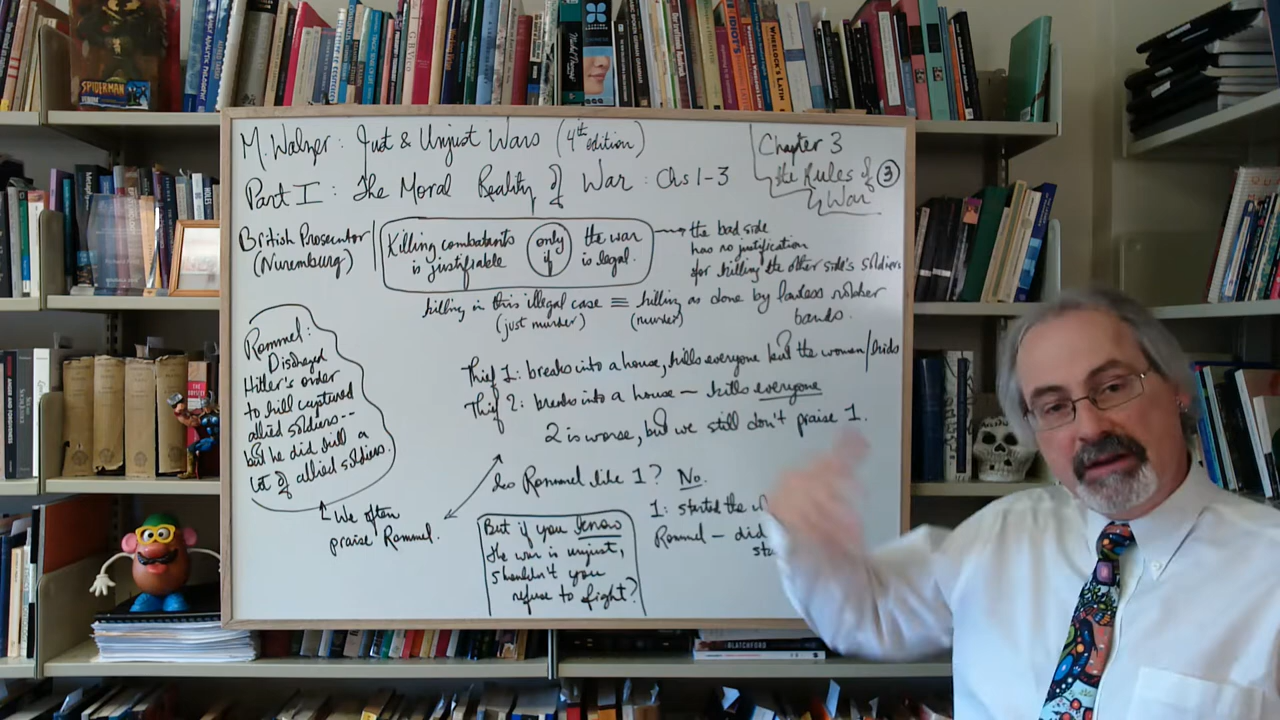 M. Walzer: Just & Unjust Wars (4th edition)
Part I: The Moral Reality of War: Chs 1-3
Chapter 3
the Rules of
War
3
British Prosecutor
(Nuremburg)
Killing combatants
is justifiable
only
if
the war
is legal.
the bad side
has no justification
for killing the other side's soldiers
killing in this illegal case ≡ killing as done by lawless robber
(just murder) (murder) bands.
Rommel:
Disobeyed
Hitler's order
to kill captured
allied soldiers--
but he did kill a
lot of allied soldiers.
We often
praise Rommel.
Thief 1: breaks into a house, kills everyone but the women/kids
Thief 2: breaks into a house — kills everyone
2 is worse, but we still don't praise 1.
Is Rommel like 1? No.
1: started the
Rommel — did
But if you know
the war is unjust,
shouldn't you
refuse to fight?
SPIDERMAN
IDIOT'S
WHEELOCK'S LATIN
BLATCHFORD